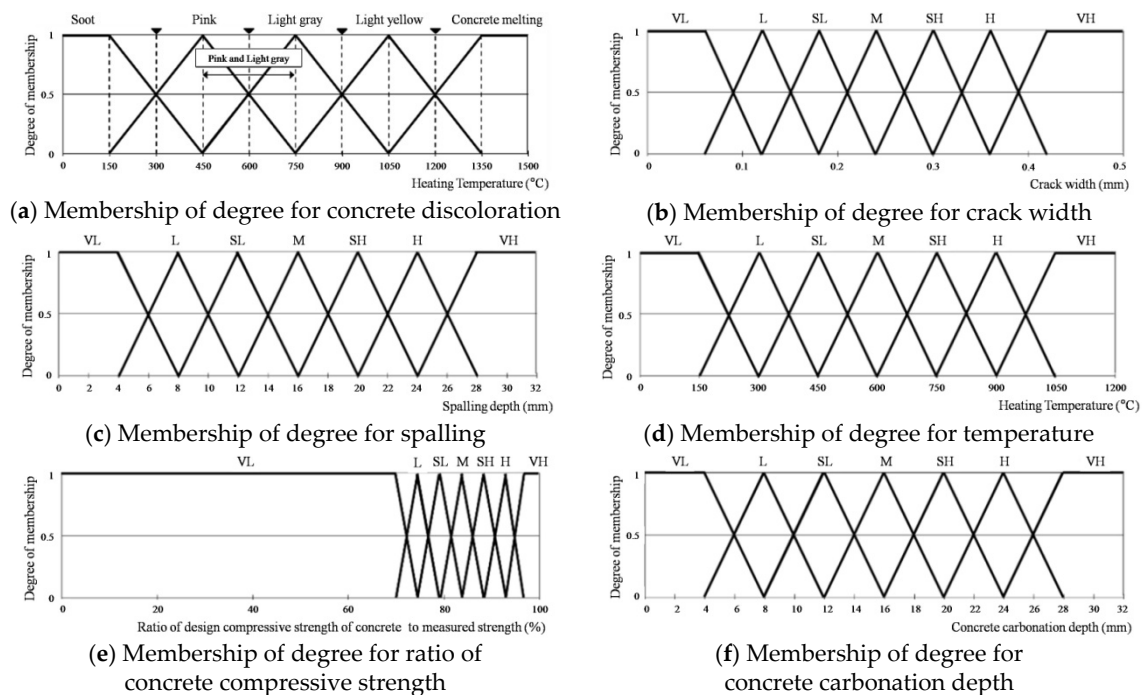 Soot Pink Light gray Light yellow Concrete melting
Degree of membership
1
Pink and Light gray
0.5
0
0 150 300 450 600 750 900 1050 1200 1350 1500
Heating Temperature (°C)
(a) Membership of degree for concrete discoloration
VL L SL M SH H VH
Degree of membership
1
0.5
0
0 0.1 0.2 0.3 0.4 0.5
Crack width (mm)
(b) Membership of degree for crack width
VL L SL M SH H VH
Degree of membership
1
0.5
0
0 2 4 6 8 10 12 14 16 18 20 22 24 26 28 30 32
Spalling depth (mm)
(c) Membership of degree for spalling
VL L SL M SH H VH
Degree of membership
1
0.5
0
0 150 300 450 600 750 900 1050 1200
Heating Temperature (°C)
(d) Membership of degree for temperature
VL L SL M SH H VH
Degree of membership
1
0.5
0
0 20 40 60 80 100
Ratio of design compressive strength of concrete to measured strength (%)
(e) Membership of degree for ratio of
concrete compressive strength
VL L SL M SH H VH
Degree of membership
1
0.5
0
0 2 4 6 8 10 12 14 16 18 20 22 24 26 28 30 32
Concrete carbonation depth (mm)
(f) Membership of degree for
concrete carbonation depth